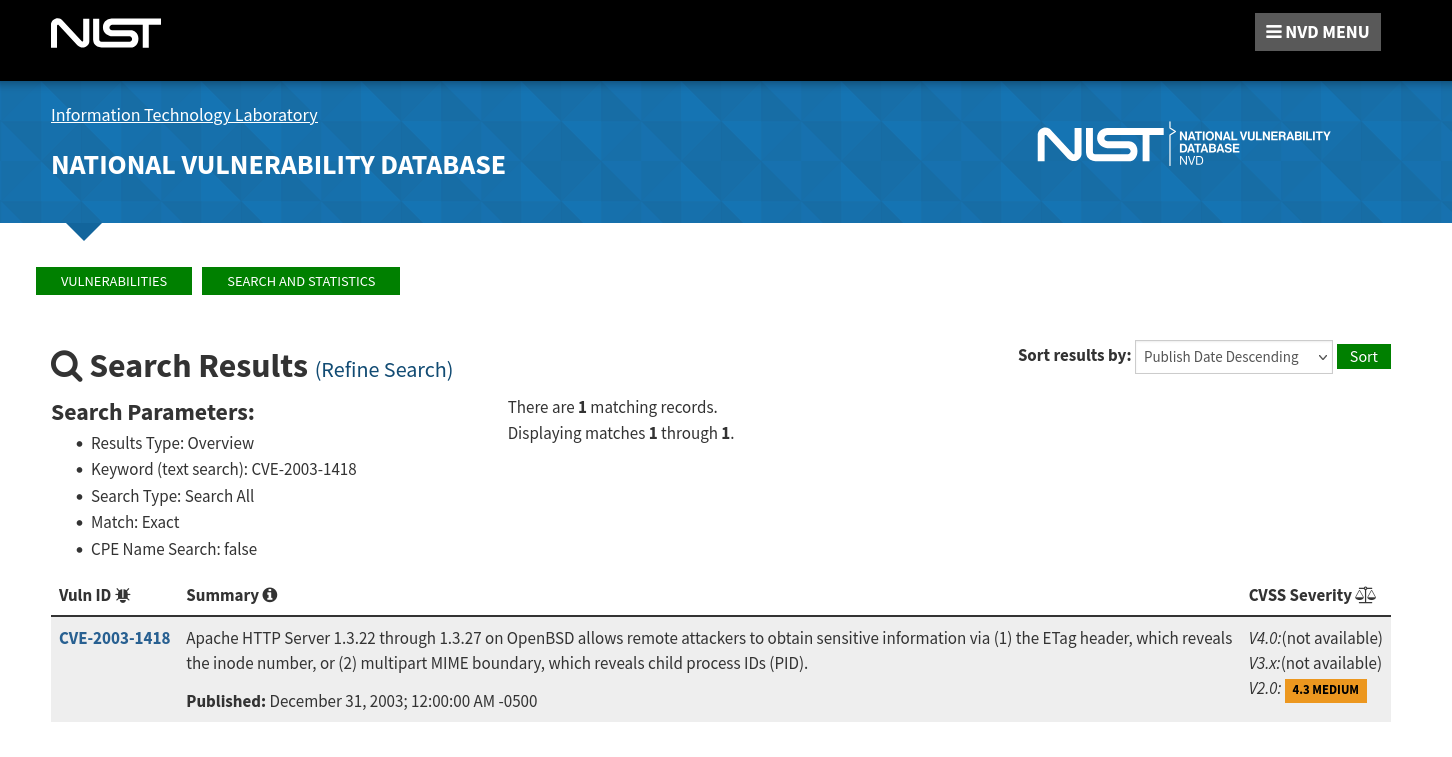 NIST
NVD MENU
Information Technology Laboratory
NATIONAL VULNERABILITY DATABASE
NIST
NATIONAL VULNERABILITY
DATABASE
NVD
VULNERABILITIES
SEARCH AND STATISTICS
Search Results (Refine Search)
Sort results by: Publish Date Descending Sort
Search Parameters:
• Results Type: Overview
• Keyword (text search): CVE-2003-1418
• Search Type: Search All
• Match: Exact
• CPE Name Search: false
There are 1 matching records.
Displaying matches 1 through 1.
Vuln ID Summary CVSS Severity
CVE-2003-1418
Apache HTTP Server 1.3.22 through 1.3.27 on OpenBSD allows remote attackers to obtain sensitive information via (1) the ETag header, which reveals
the inode number, or (2) multipart MIME boundary, which reveals child process IDs (PID).
Published: December 31, 2003; 12:00:00 AM -0500
V4.0:(not available)
V3.x:(not available)
V2.0: 4.3 MEDIUM